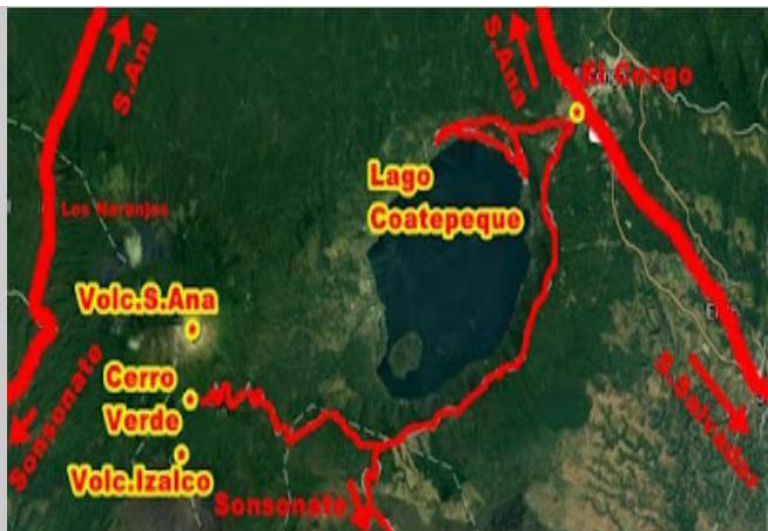 S.Ana
S.Ana
El Congo
Lago
Coatepeque
Los Naranjos
Volc.S.Ana
Cerro
Verde
Volc.Izalco
Sonsonate
Sonsonate
S.Salvador